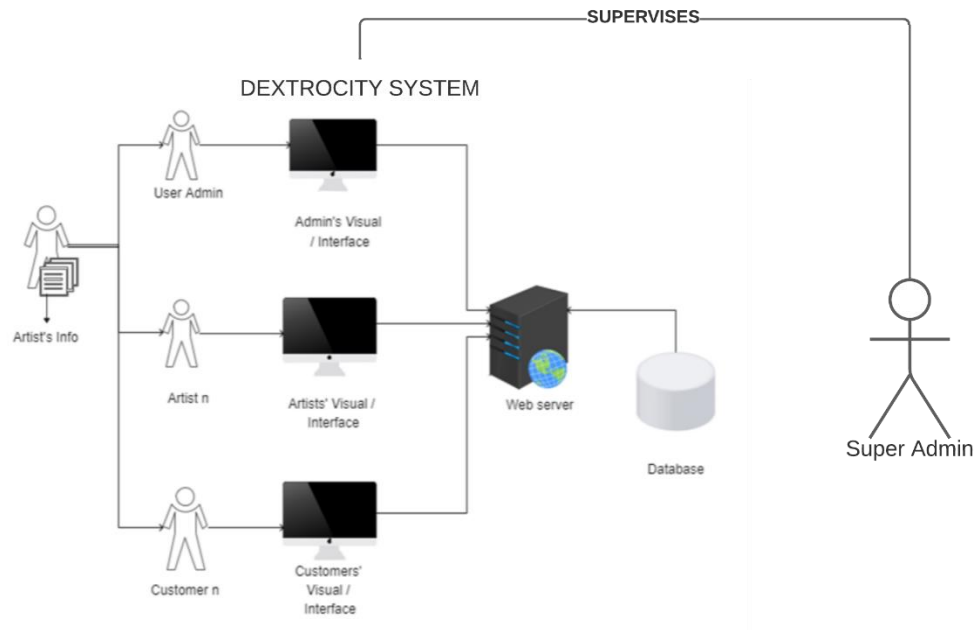 SUPERVISES
DEXTROCITY SYSTEM
User Admin
Admin's Visual
/ Interface
Artist's Info
Artist n
Artists' Visual /
Interface
Web server
Database
Super Admin
Customer n
Customers'
Visual /
Interface